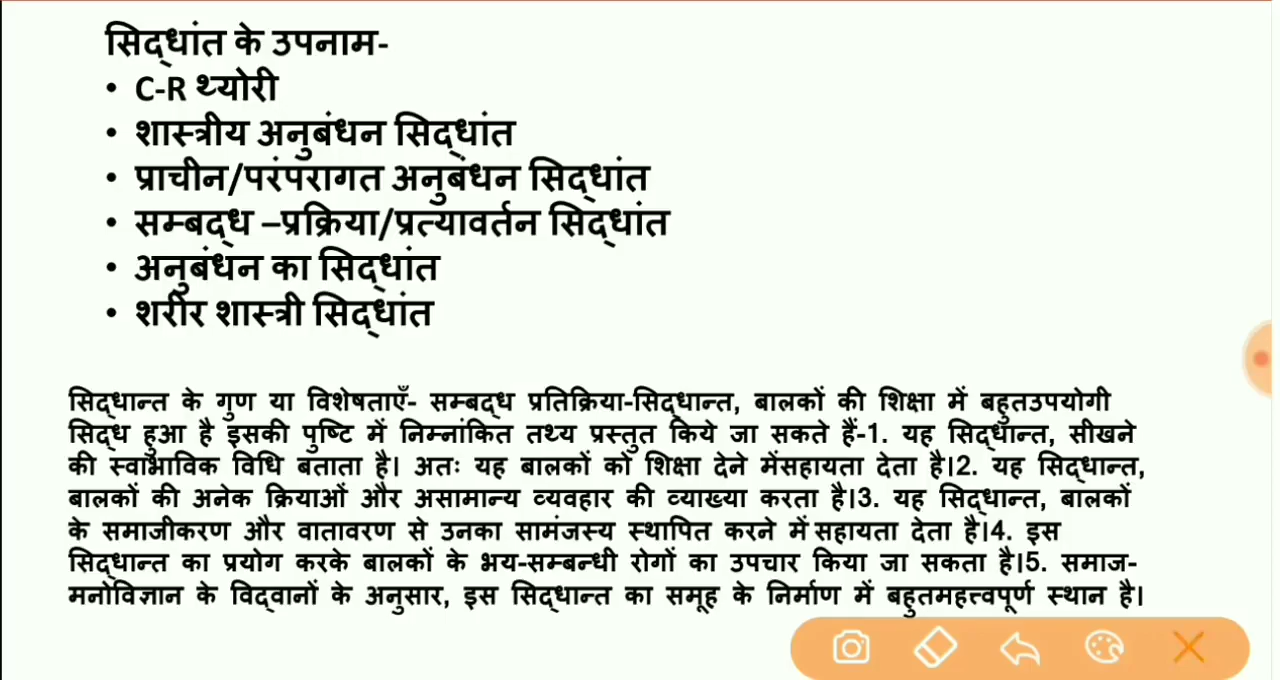 सिद्धांत के उपनाम-
• C-R थ्योरी
• शास्त्रीय अनुबंधन सिद्धांत
• प्राचीन/परंपरागत अनुबंधन सिद्धांत
• सम्बद्ध –प्रक्रिया/प्रत्यावर्तन सिद्धांत
• अनुबंधन का सिद्धांत
• शरीर शास्त्री सिद्धांत
सिद्धान्त के गुण या विशेषताएँ- सम्बद्ध प्रतिक्रिया-सिद्धान्त, बालकों की शिक्षा में बहुतउपयोगी
सिद्ध हुआ है इसकी पुष्टि में निम्नांकित तथ्य प्रस्तुत किये जा सकते हैं-1. यह सिद्धान्त, सीखने
की स्वाभाविक विधि बताता है। अतः यह बालकों को शिक्षा देने मेंसहायता देता है।2. यह सिद्धान्त,
बालकों की अनेक क्रियाओं और असामान्य व्यवहार की व्याख्या करता है।3. यह सिद्धान्त, बालकों
के समाजीकरण और वातावरण से उनका सामंजस्य स्थापित करने में सहायता देता है।4. इस
सिद्धान्त का प्रयोग करके बालकों के भय-सम्बन्धी रोगों का उपचार किया जा सकता है।5. समाज-
मनोविज्ञान के विद्वानों के अनुसार, इस सिद्धान्त का समूह के निर्माण में बहुतमहत्त्वपूर्ण स्थान है।